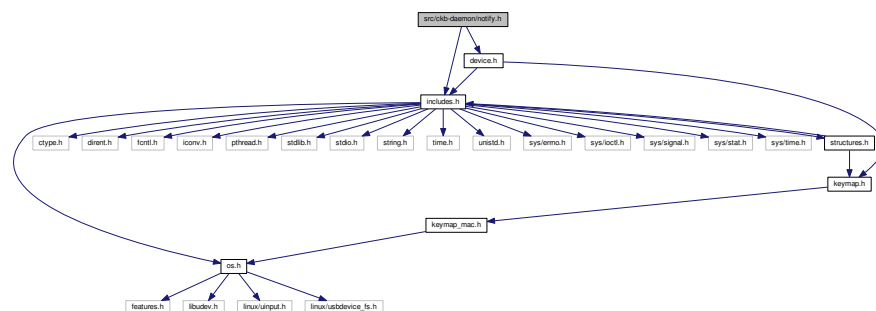 src/ckb-daemon/notify.h
device.h
includes.h
ctype.h dirent.h fcntl.h iconv.h pthread.h stdlib.h stdio.h string.h time.h unistd.h sys/errno.h sys/ioctl.h sys/signal.h sys/stat.h sys/time.h structures.h
keymap.h
keymap_mac.h
os.h
features.h libudev.h linux/uinput.h linux/usbdevice_fs.h